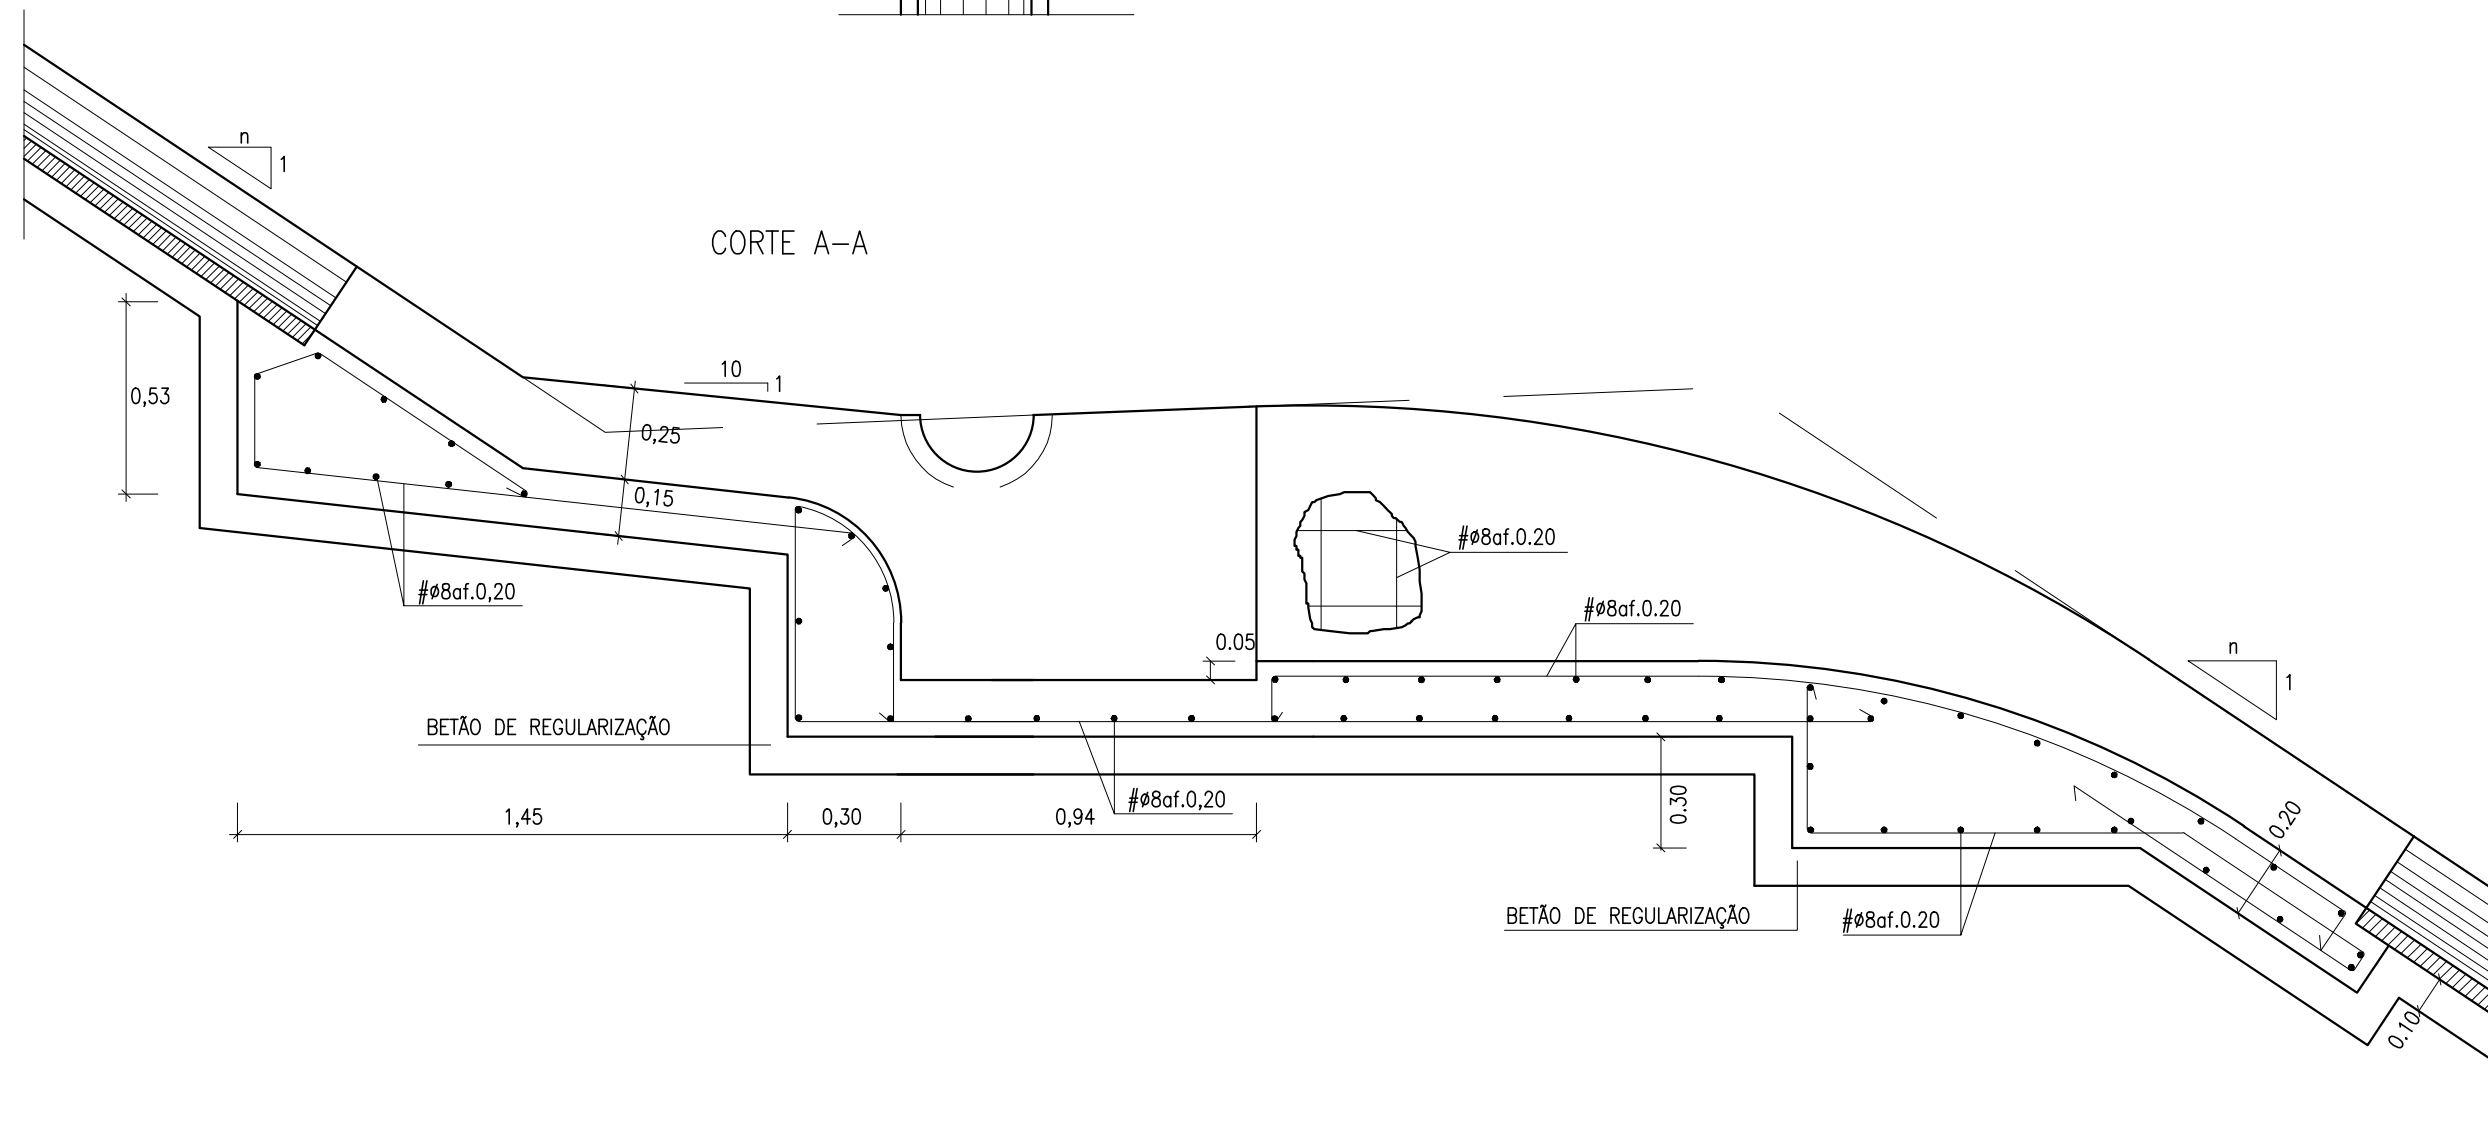 n
1
CORTE A-A
10
1
0,53
0,25
0,15
#ø8af.0,20
#ø8af.0.20
#ø8af.0.20
0.05
n
1
BETÃO DE REGULARIZAÇÃO
#ø8af.0,20
0.30
1,45
0,30
0,94
0.20
BETÃO DE REGULARIZAÇÃO
#ø8af.0.20
0.10